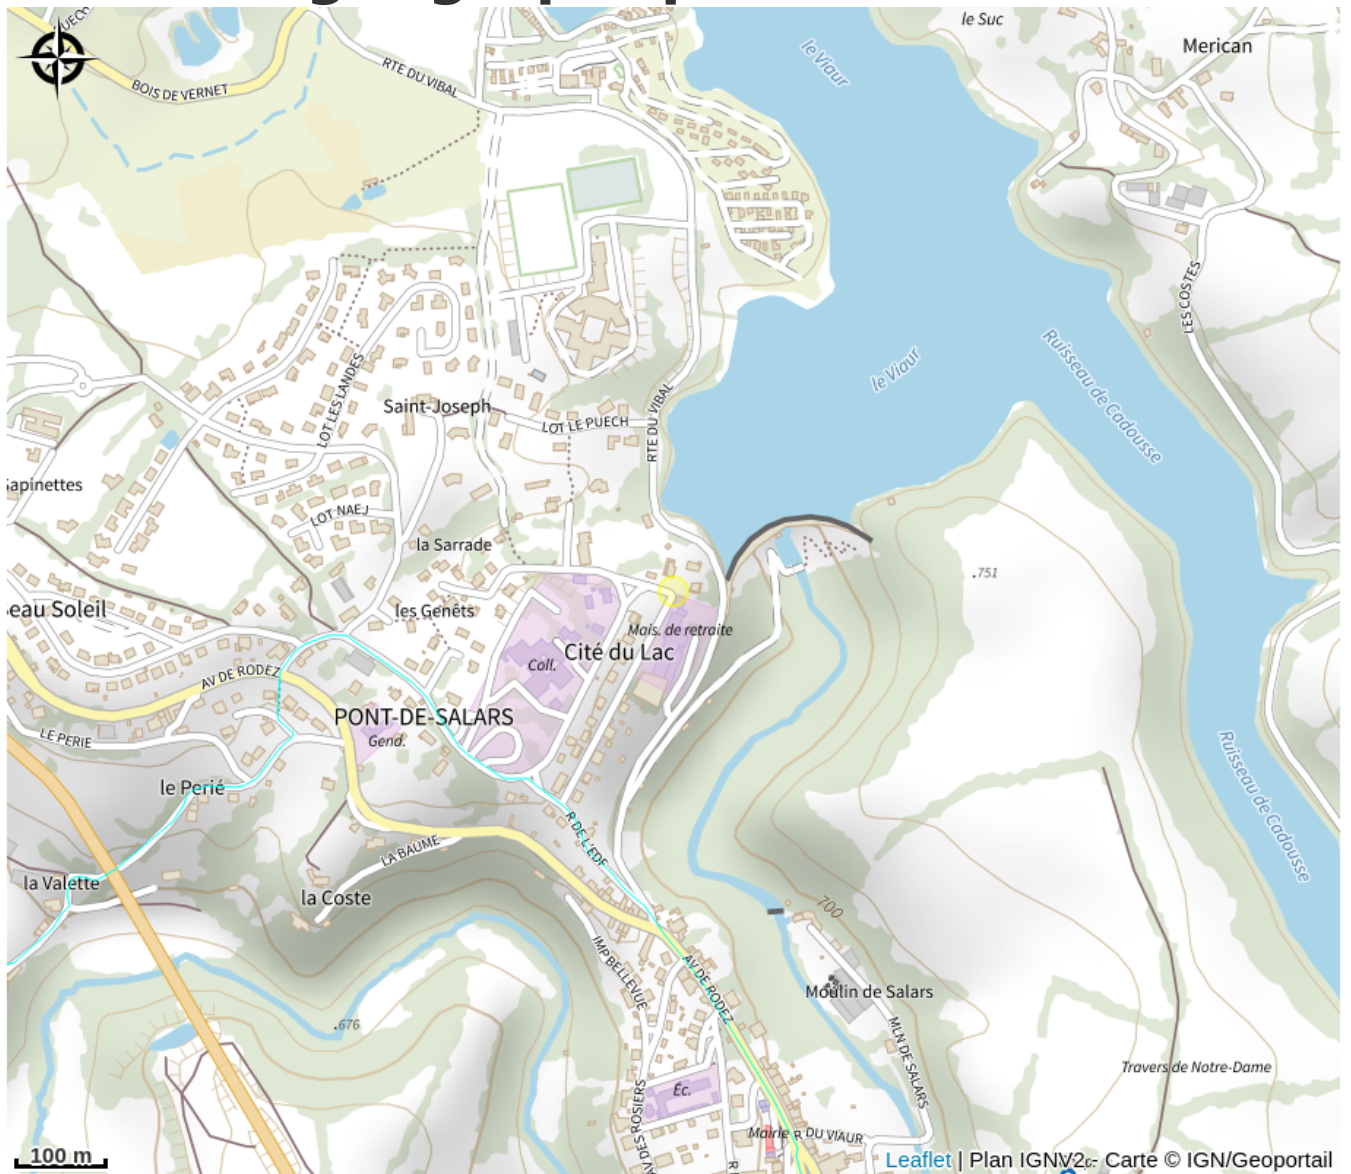 le Suc
Merican
le Viaur
RTE DU VIBAL
BOIS DE VERNET
LES COSTES
Ruisseau de Cadousse
le Viaur
LOT LES LANDES
Saint-Joseph
LOT LE PUECH
RTE DU VIBAL
Sapinettes
LOT NAEJ
la Sarrade
.751
eau Soleil
les Genêts
Mais. de retraite
Cité du Lac
Coll.
AV DE RODEZ
PONT-DE-SALARS
Gend.
LE PERIE
le Perié
Ruisseau de Cadousse
R DE L'EDF
LA BAUME
la Valette
la Coste
700
IMP BELLEVUE
AV DE RODEZ
Moulin de Salars
.676
MLN DE SALARS
Travers de Notre-Dame
Éc.
AV DES ROSIERS
Mairie
R DU VIAUR
100 m
Leaflet | Plan IGNV2 - Carte © IGN/Geoportail